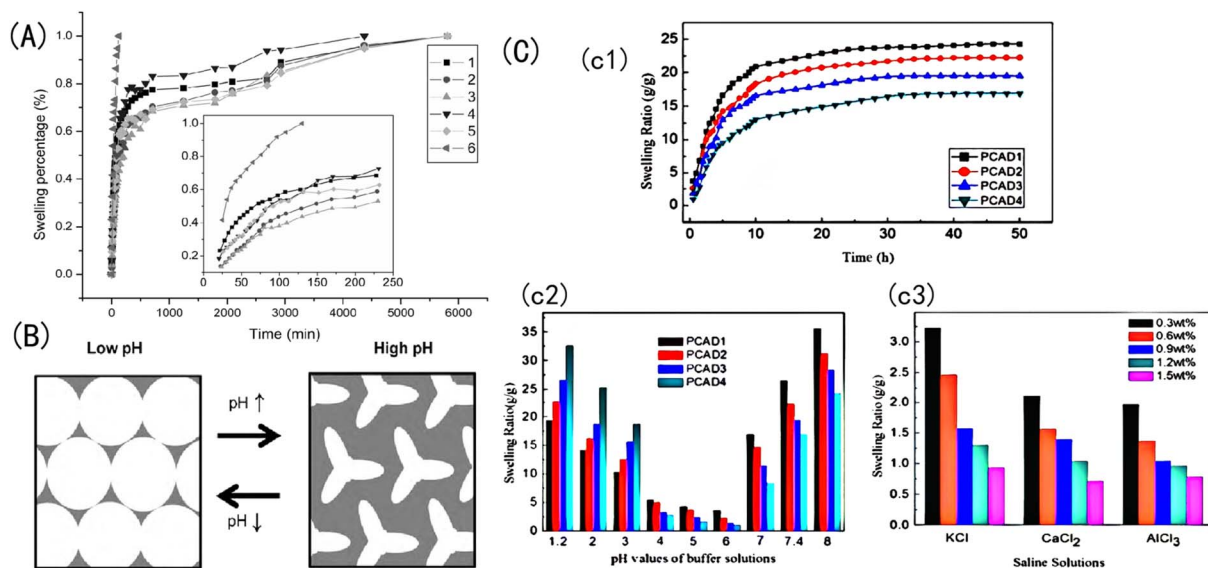 (A)
Swelling percentage (%)
1.0
0.8
0.6
0.4
0.2
0.0
0 1000 2000 3000 4000 5000 6000
Time (min)
1
2
3
4
5
6
1.0
0.8
0.6
0.4
0.2
0 50 100 150 200 250
Time (min)
(B)
Low pH
High pH
pH ↑
pH ↓
(C)
(c1)
Swelling Ratio (g/g)
25
20
15
10
5
0
0 10 20 30 40 50
Time (h)
PCAD1
PCAD2
PCAD3
PCAD4
(c2)
Swelling Ratio(g/g)
35
30
25
20
15
10
5
0
1.2 2 3 4 5 6 7 7.4 8
pH values of buffer solutions
PCAD1
PCAD2
PCAD3
PCAD4
(c3)
Swelling Ratio (g/g)
3.0
2.5
2.0
1.5
1.0
0.5
0.0
KCl CaCl₂ AlCl₃
Saline Solutions
0.3wt%
0.6wt%
0.9wt%
1.2wt%
1.5wt%